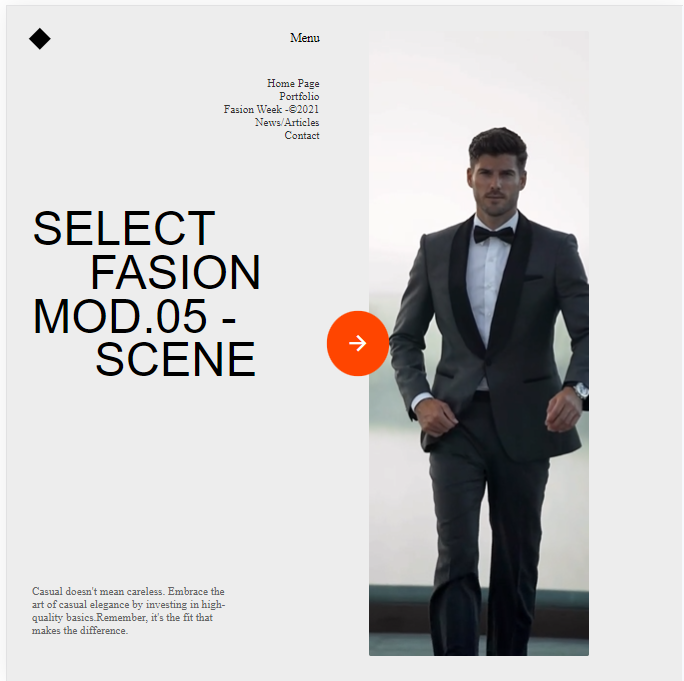 Menu
Home Page
Portfolio
Fasion Week -©2021
News/Articles
Contact
SELECT
FASION
MOD.05 -
SCENE
Casual doesn't mean careless. Embrace the
art of casual elegance by investing in high-
quality basics.Remember, it's the fit that
makes the difference.